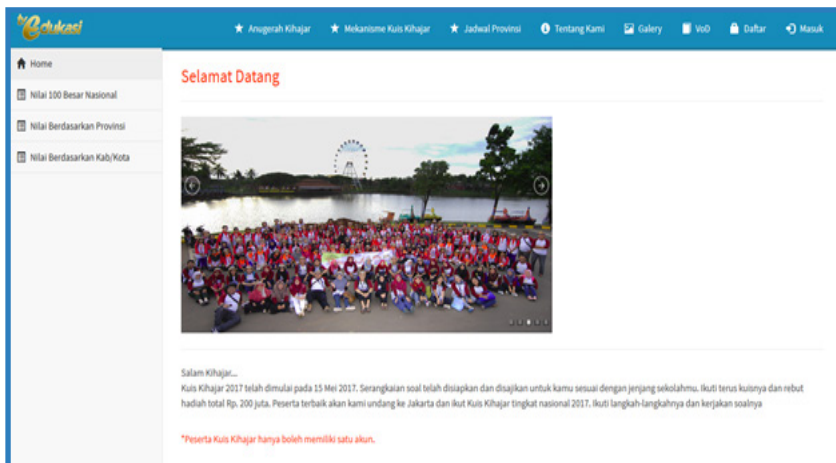 tv Edukasi
Anugerah Kihajar
Mekanisme Kuis Kihajar
Jadwal Provinsi
Tentang Kami
Galery
VoD
Daftar
Masuk
Home
Nilai 100 Besar Nasional
Nilai Berdasarkan Provinsi
Nilai Berdasarkan Kab/Kota
Selamat Datang
Salam Kihajar...
Kuis Kihajar 2017 telah dimulai pada 15 Mei 2017. Serangkaian soal telah disiapkan dan disajikan untuk kamu sesuai dengan jenjang sekolahmu. Ikuti terus kuisnya dan rebut
hadiah total Rp. 200 juta. Peserta terbaik akan kami undang ke Jakarta dan ikut Kuis Kihajar tingkat nasional 2017. Ikuti langkah-langkahnya dan kerjakan soalnya
*Peserta Kuis Kihajar hanya boleh memiliki satu akun.